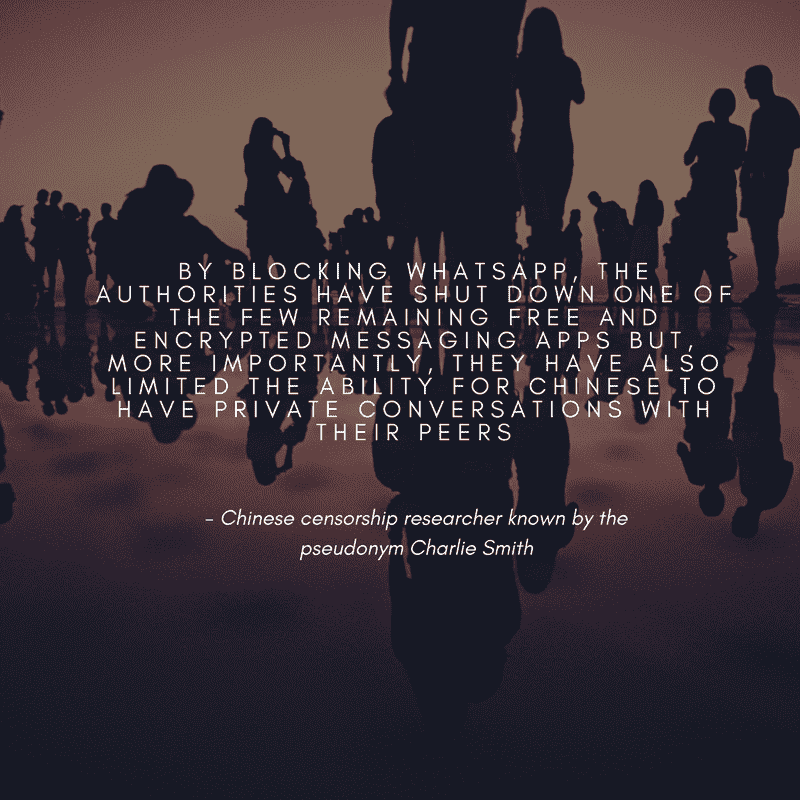 BY BLOCKING WHATSAPP, THE
AUTHORITIES HAVE SHUT DOWN ONE OF
THE FEW REMAINING FREE AND
ENCRYPTED MESSAGING APPS BUT,
MORE IMPORTANTLY, THEY HAVE ALSO
LIMITED THE ABILITY FOR CHINESE TO
HAVE PRIVATE CONVERSATIONS WITH
THEIR PEERS
- Chinese censorship researcher known by the
pseudonym Charlie Smith